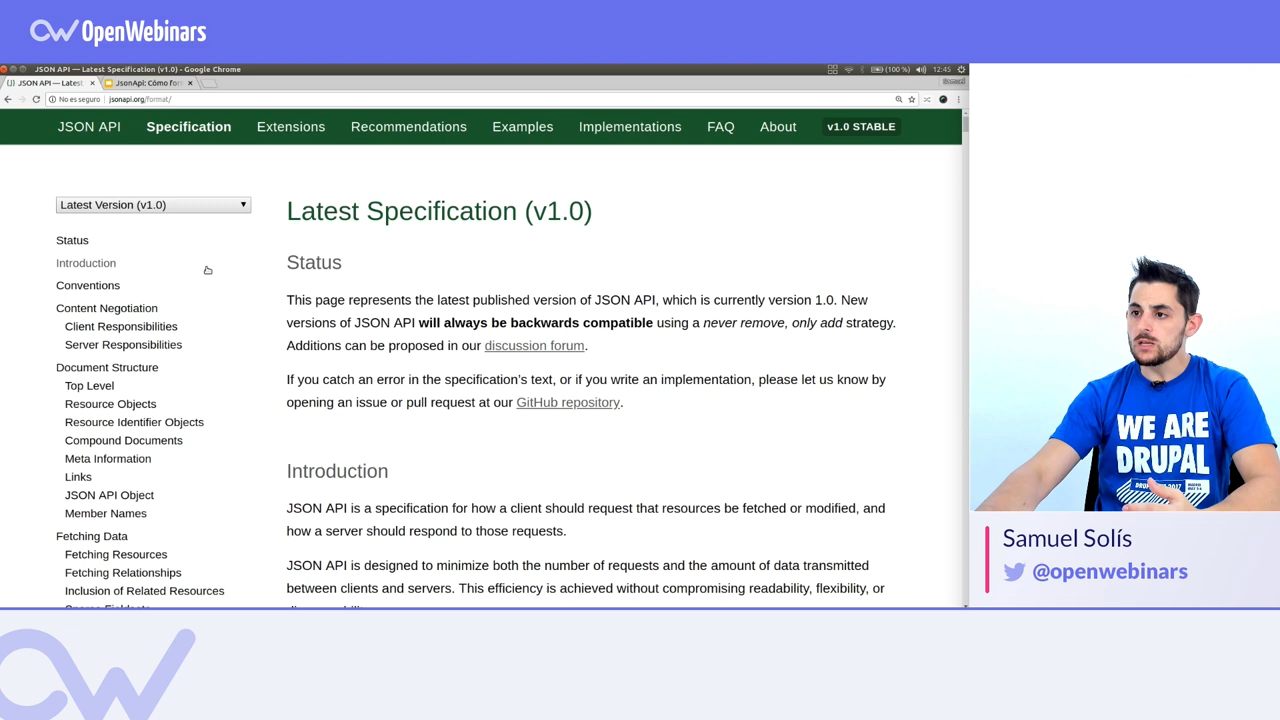 OpenWebinars
JSON API — Latest Specification (v1.0) - Google Chrome
(100 %) 12:45
{} JSON API — Latest × JsonApi: Cómo for × Samuel
No es seguro | jsonapi.org/format/
JSON API Specification Extensions Recommendations Examples Implementations FAQ About v1.0 STABLE
Latest Version (v1.0)
Status
Introduction
Conventions
Content Negotiation
Client Responsibilities
Server Responsibilities
Document Structure
Top Level
Resource Objects
Resource Identifier Objects
Compound Documents
Meta Information
Links
JSON API Object
Member Names
Fetching Data
Fetching Resources
Fetching Relationships
Inclusion of Related Resources
Latest Specification (v1.0)
Status
This page represents the latest published version of JSON API, which is currently version 1.0. New
versions of JSON API will always be backwards compatible using a never remove, only add strategy.
Additions can be proposed in our discussion forum.
If you catch an error in the specification's text, or if you write an implementation, please let us know by
opening an issue or pull request at our GitHub repository.
Introduction
JSON API is a specification for how a client should request that resources be fetched or modified, and
how a server should respond to those requests.
JSON API is designed to minimize both the number of requests and the amount of data transmitted
between clients and servers. This efficiency is achieved without compromising readability, flexibility, or
WE ARE
DRUPAL
Samuel Solís
@openwebinars